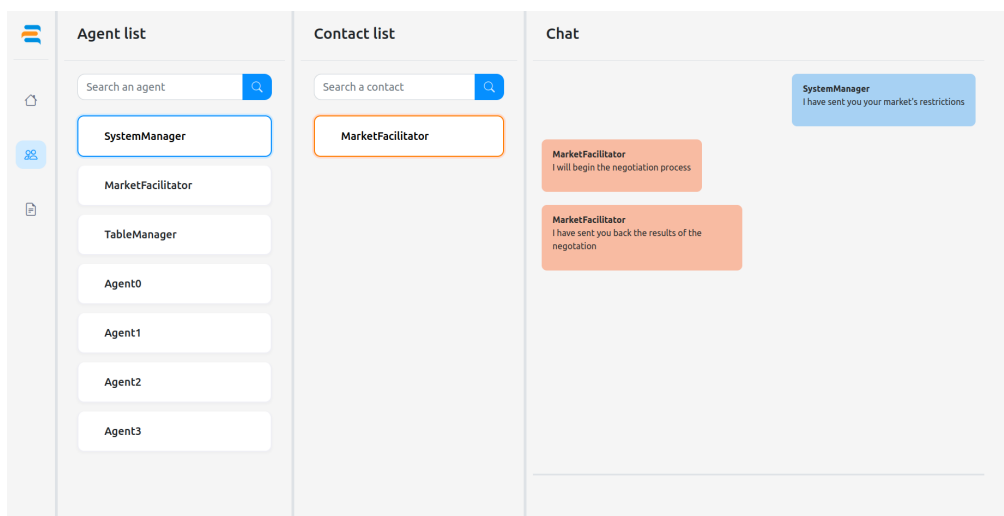 Agent list
Search an agent
SystemManager
MarketFacilitator
TableManager
Agent0
Agent1
Agent2
Agent3
Contact list
Search a contact
MarketFacilitator
Chat
SystemManager
I have sent you your market's restrictions
MarketFacilitator
I will begin the negotiation process
MarketFacilitator
I have sent you back the results of the
negotation